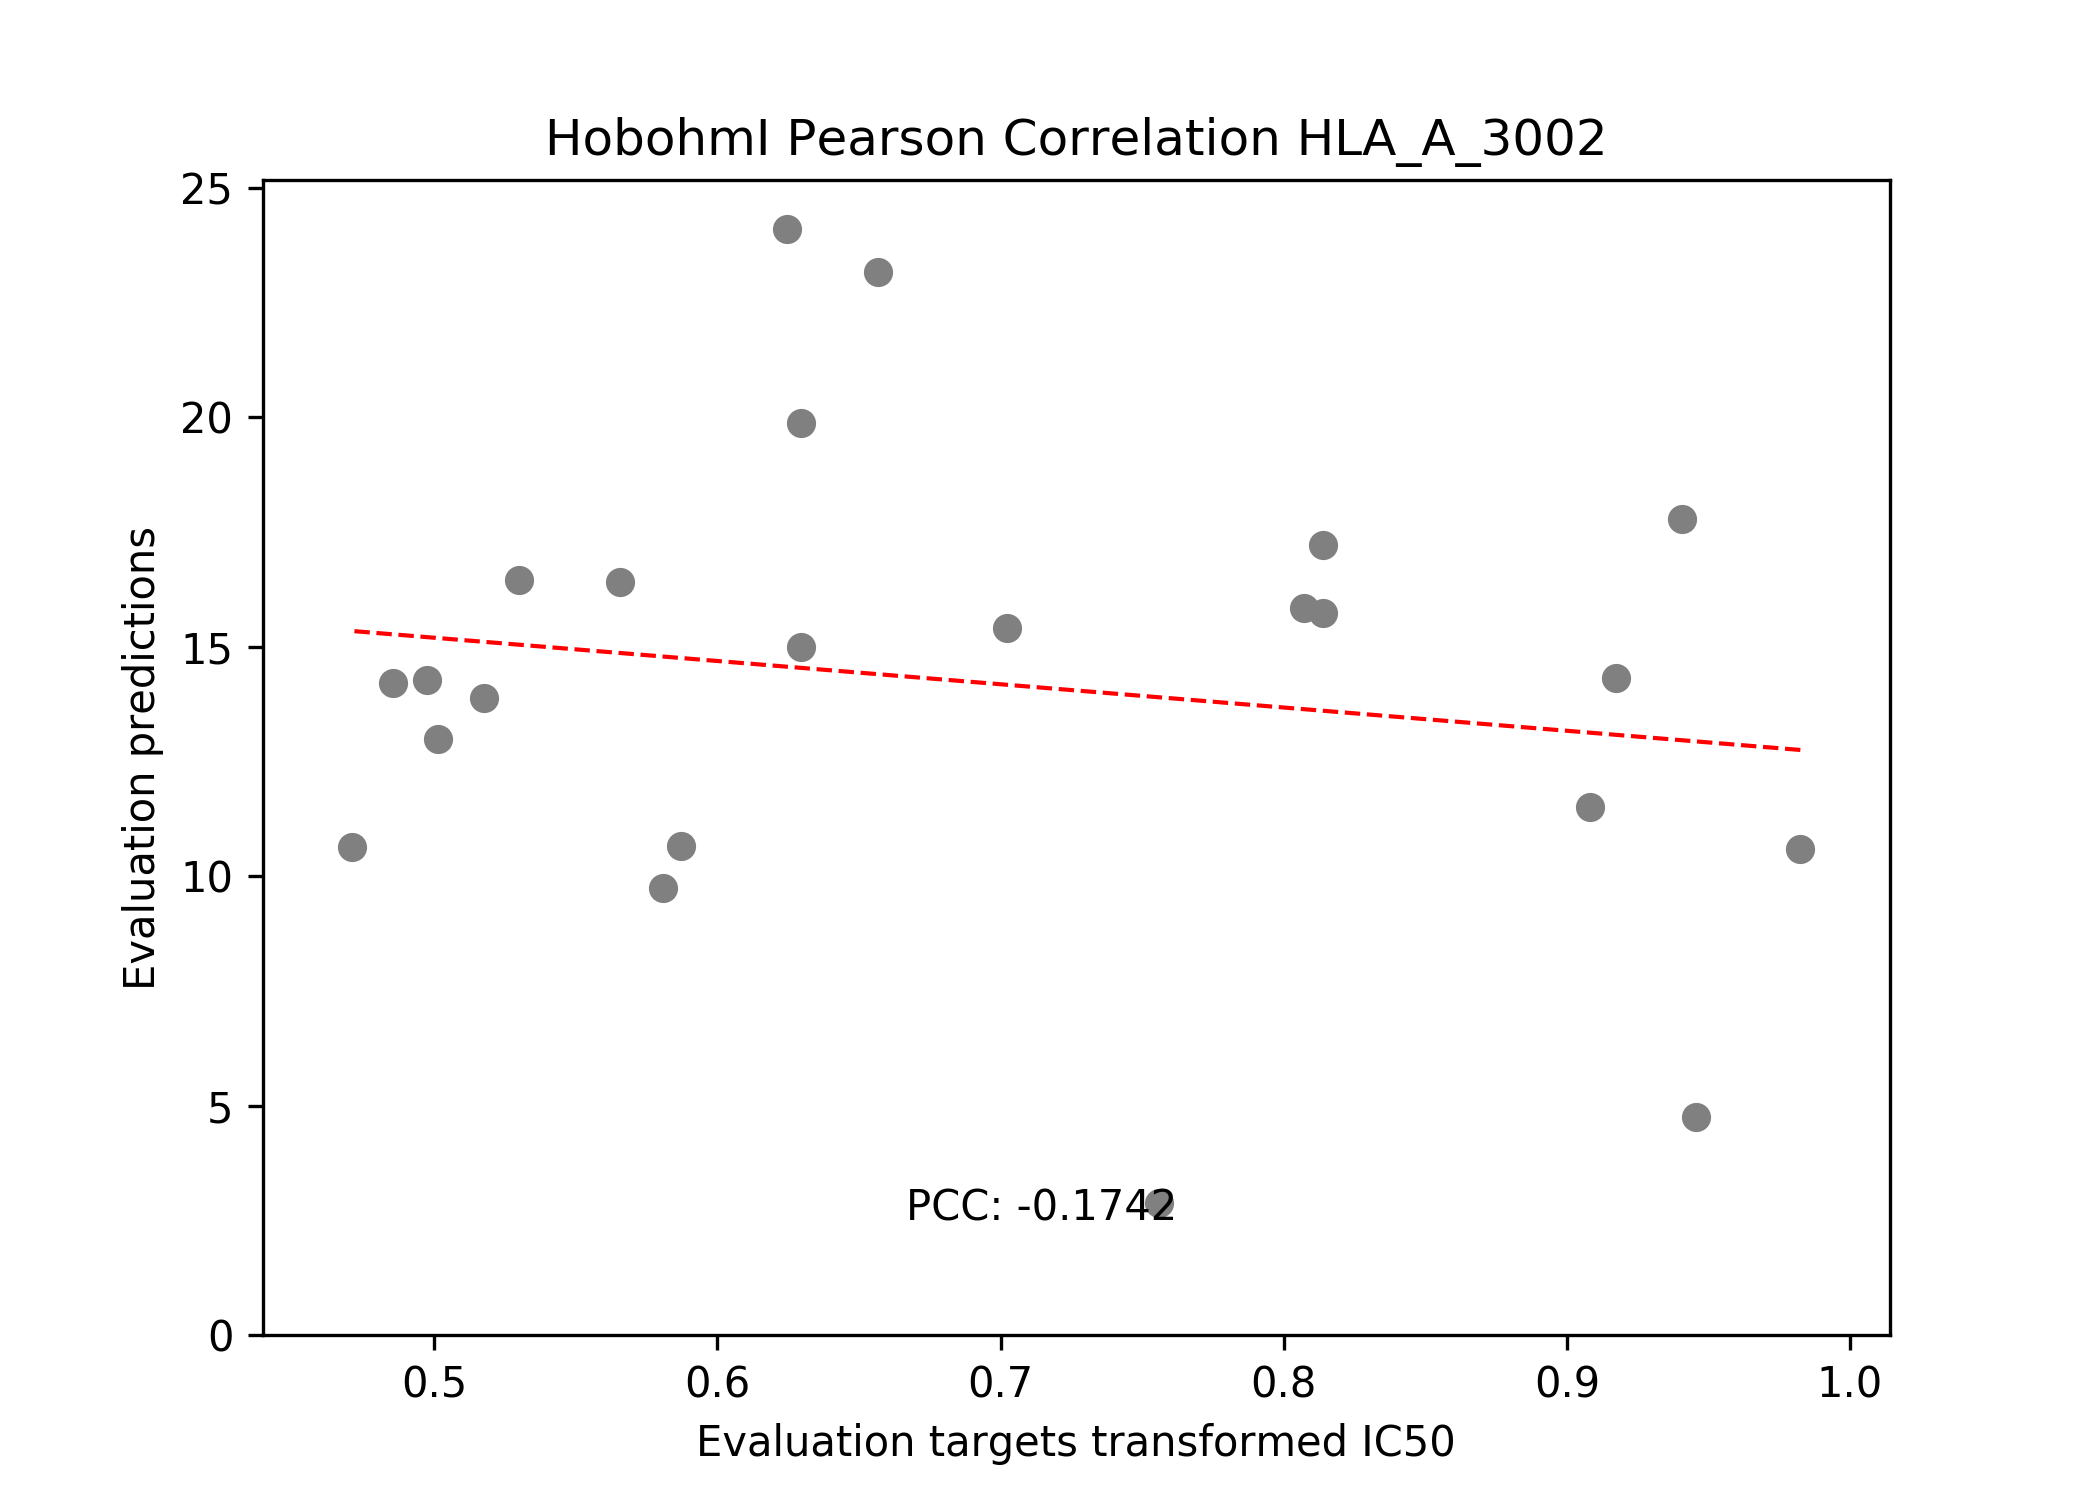 HobohmI Pearson Correlation HLA_A_3002
25
20
15
10
5
0
Evaluation predictions
PCC: -0.1742
0.5 0.6 0.7 0.8 0.9 1.0
Evaluation targets transformed IC50